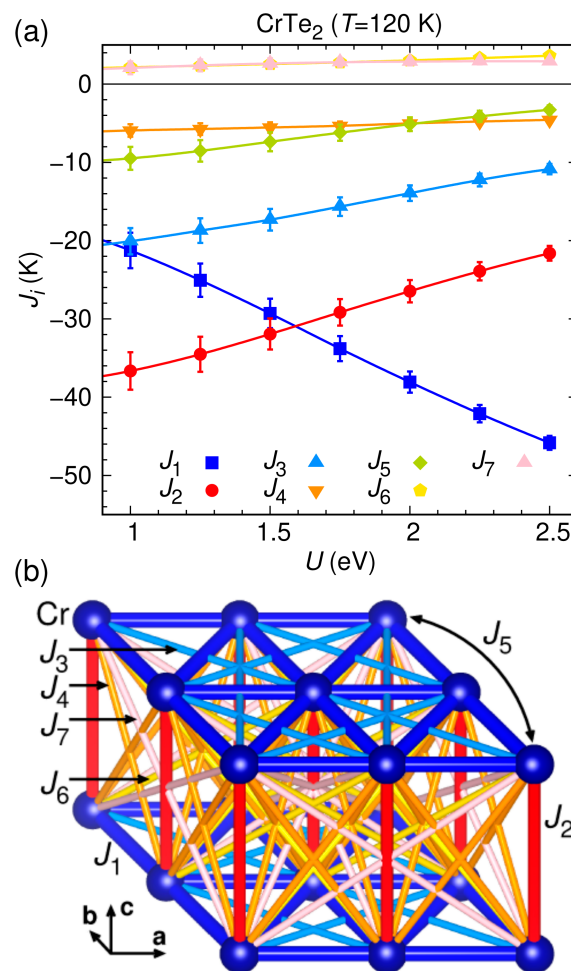 (a)
CrTe₂ (T=120 K)
0
−10
−20
−30
−40
−50
Jᵢ (K)
J₁
J₃
J₅
J₇
J₂
J₄
J₆
1
1.5
2
2.5
U (eV)
(b)
Cr
J₅
J₃
J₄
J₇
J₆
J₂
J₁
c
b
a